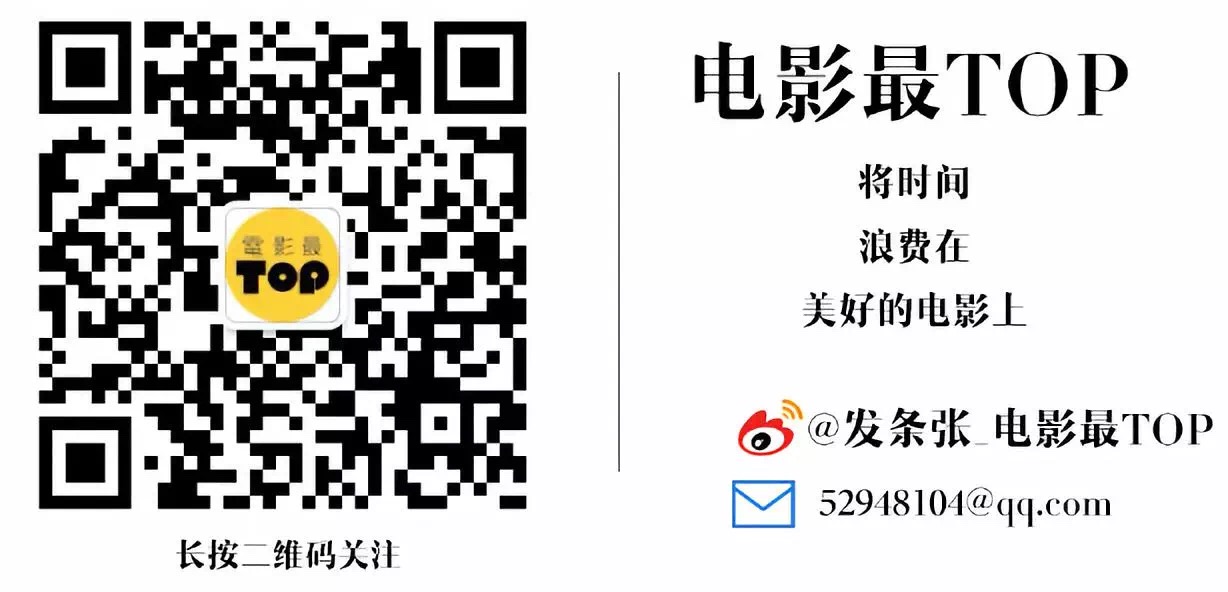 電影最
TOP
长按二维码关注
电影最TOP
将时间
浪费在
美好的电影上
@发条张_电影最TOP
52948104@qq.com